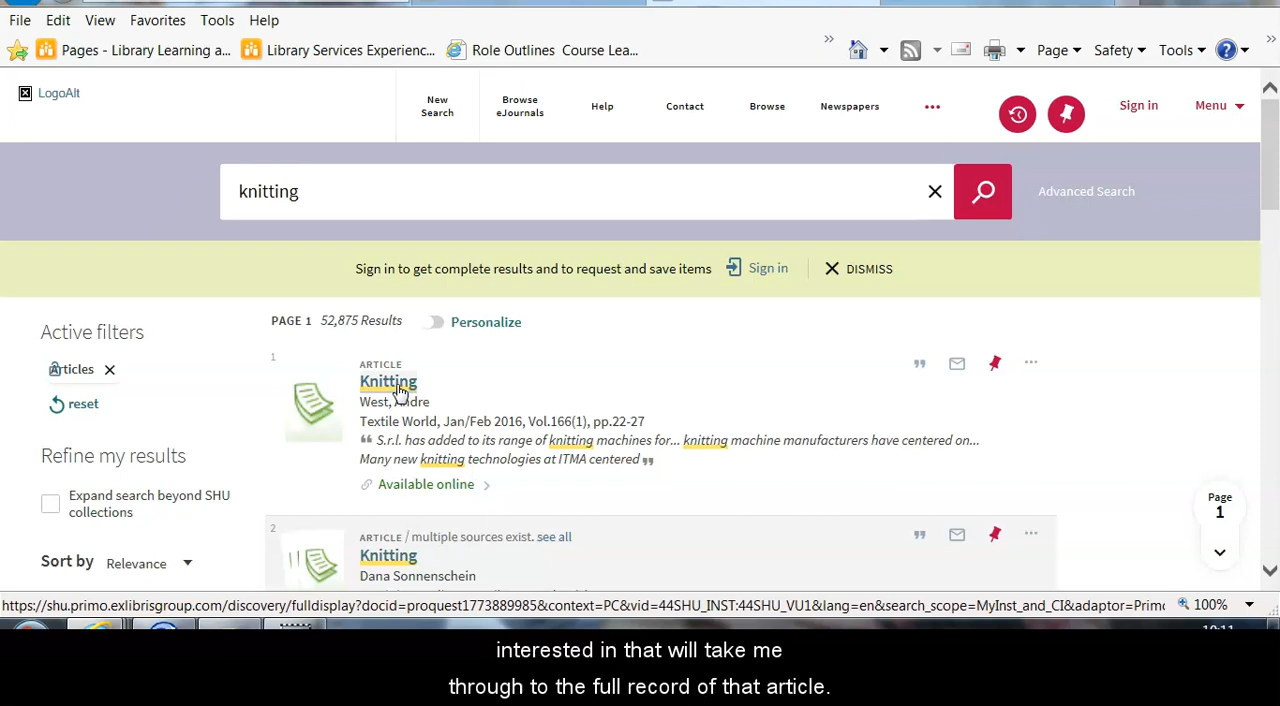 File Edit View Favorites Tools Help
Pages - Library Learning a... Library Services Experienc... Role Outlines Course Lea... » Page Safety Tools »
LogoAlt New Search Browse eJournals Help Contact Browse Newspapers ••• Sign in Menu
knitting Advanced Search
Sign in to get complete results and to request and save items Sign in DISMISS
Active filters
Articles
reset
Refine my results
Expand search beyond SHU
collections
Sort by Relevance
PAGE 1 52,875 Results Personalize
1
ARTICLE
Knitting
West, Andre
Textile World, Jan/Feb 2016, Vol.166(1), pp.22-27
S.r.l. has added to its range of knitting machines for... knitting machine manufacturers have centered on...
Many new knitting technologies at ITMA centered
Available online
2
ARTICLE / multiple sources exist. see all
Knitting
Dana Sonnenschein
Page
1
https://shu.primo.exlibrisgroup.com/discovery/fulldisplay?docid=proquest1773889985&context=PC&vid=44SHU_INST:44SHU_VU1&lang=en&search_scope=MyInst_and_CI&adaptor=Primo 100%
10:11
interested in that will take me
through to the full record of that article.